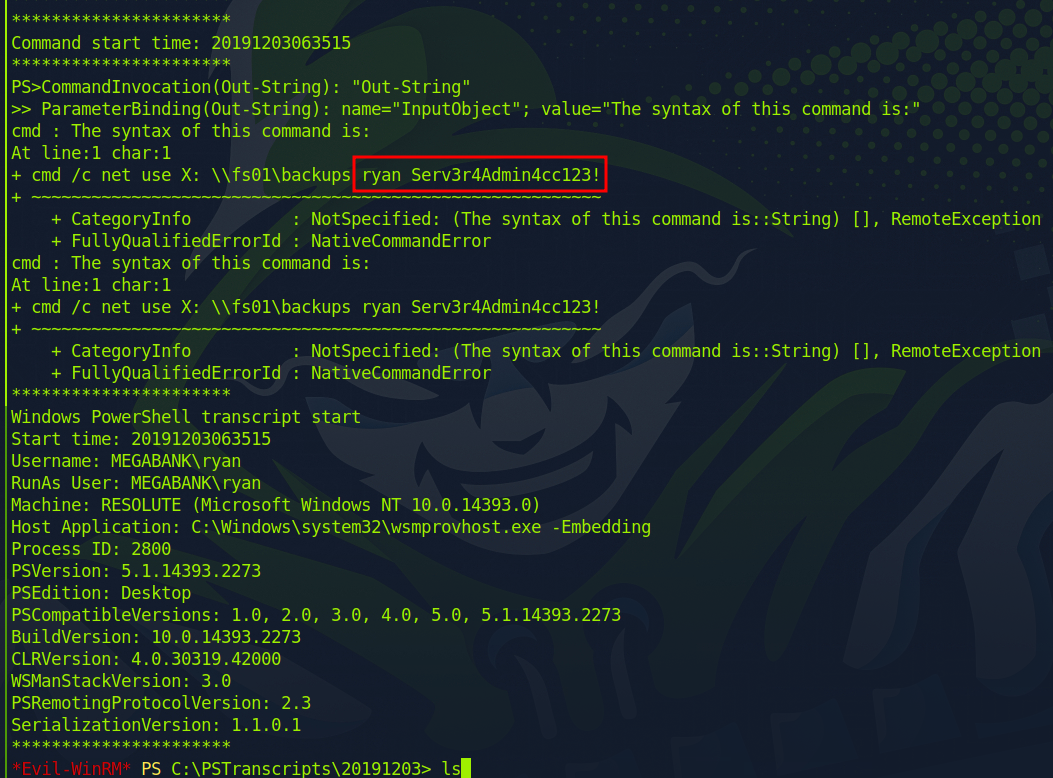 **********************
Command start time: 20191203063515
**********************
PS>CommandInvocation(Out-String): "Out-String"
>> ParameterBinding(Out-String): name="InputObject"; value="The syntax of this command is:"
cmd : The syntax of this command is:
At line:1 char:1
+ cmd /c net use X: \\fs01\backups ryan Serv3r4Admin4cc123!
+ ~~~~~~~~~~~~~~~~~~~~~~~~~~~~~~~~~~~~~~~~~~~~~~~~~~~~~~~~~
    + CategoryInfo          : NotSpecified: (The syntax of this command is::String) [], RemoteException
    + FullyQualifiedErrorId : NativeCommandError
cmd : The syntax of this command is:
At line:1 char:1
+ cmd /c net use X: \\fs01\backups ryan Serv3r4Admin4cc123!
+ ~~~~~~~~~~~~~~~~~~~~~~~~~~~~~~~~~~~~~~~~~~~~~~~~~~~~~~~~~
    + CategoryInfo          : NotSpecified: (The syntax of this command is::String) [], RemoteException
    + FullyQualifiedErrorId : NativeCommandError
**********************
Windows PowerShell transcript start
Start time: 20191203063515
Username: MEGABANK\ryan
RunAs User: MEGABANK\ryan
Machine: RESOLUTE (Microsoft Windows NT 10.0.14393.0)
Host Application: C:\Windows\system32\wsmprovhost.exe -Embedding
Process ID: 2800
PSVersion: 5.1.14393.2273
PSEdition: Desktop
PSCompatibleVersions: 1.0, 2.0, 3.0, 4.0, 5.0, 5.1.14393.2273
BuildVersion: 10.0.14393.2273
CLRVersion: 4.0.30319.42000
WSManStackVersion: 3.0
PSRemotingProtocolVersion: 2.3
SerializationVersion: 1.1.0.1
**********************
*Evil-WinRM* PS C:\PSTranscripts\20191203> ls